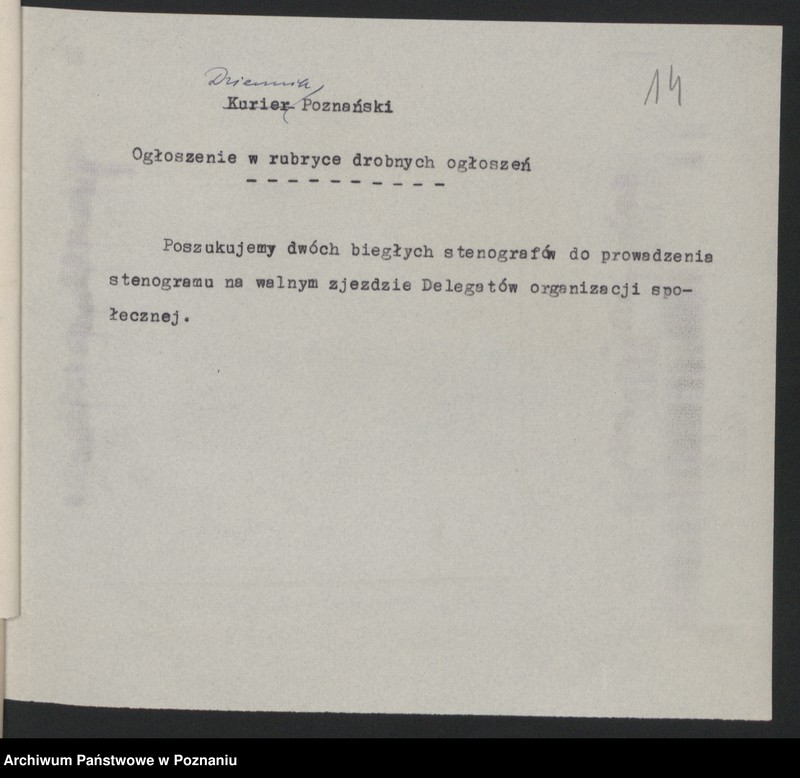 14
Dziennik
Kurier Poznański
Ogłoszenie w rubryce drobnych ogłoszeń
- - - - - - - - - -
Poszukujemy dwóch biegłych stenografów do prowadzenia
stenogramu na walnym zjezdzie Delegatów organizacji spo-
łecznej.
Archiwum Państwowe w Poznaniu